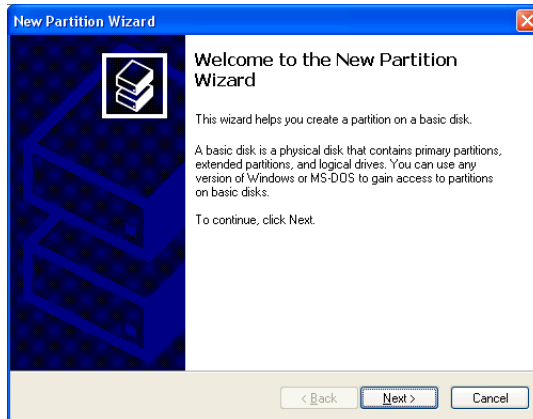 New Partition Wizard
Welcome to the New Partition
Wizard
This wizard helps you create a partition on a basic disk.
A basic disk is a physical disk that contains primary partitions,
extended partitions, and logical drives. You can use any
version of Windows or MS-DOS to gain access to partitions
on basic disks.
To continue, click Next.
< Back Next > Cancel